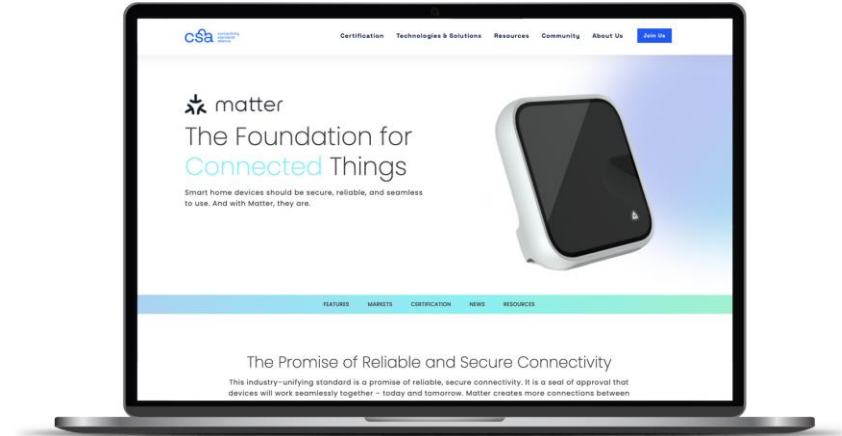 csa connectivity
standards
alliance
Certification Technologies & Solutions Resources Community About Us Join Us
matter
The Foundation for
Connected Things
Smart home devices should be secure, reliable, and seamless
to use. And with Matter, they are.
FEATURES MARKETS CERTIFICATION NEWS RESOURCES
The Promise of Reliable and Secure Connectivity
This industry-unifying standard is a promise of reliable, secure connectivity. It is a seal of approval that
devices will work seamlessly together – today and tomorrow. Matter creates more connections between